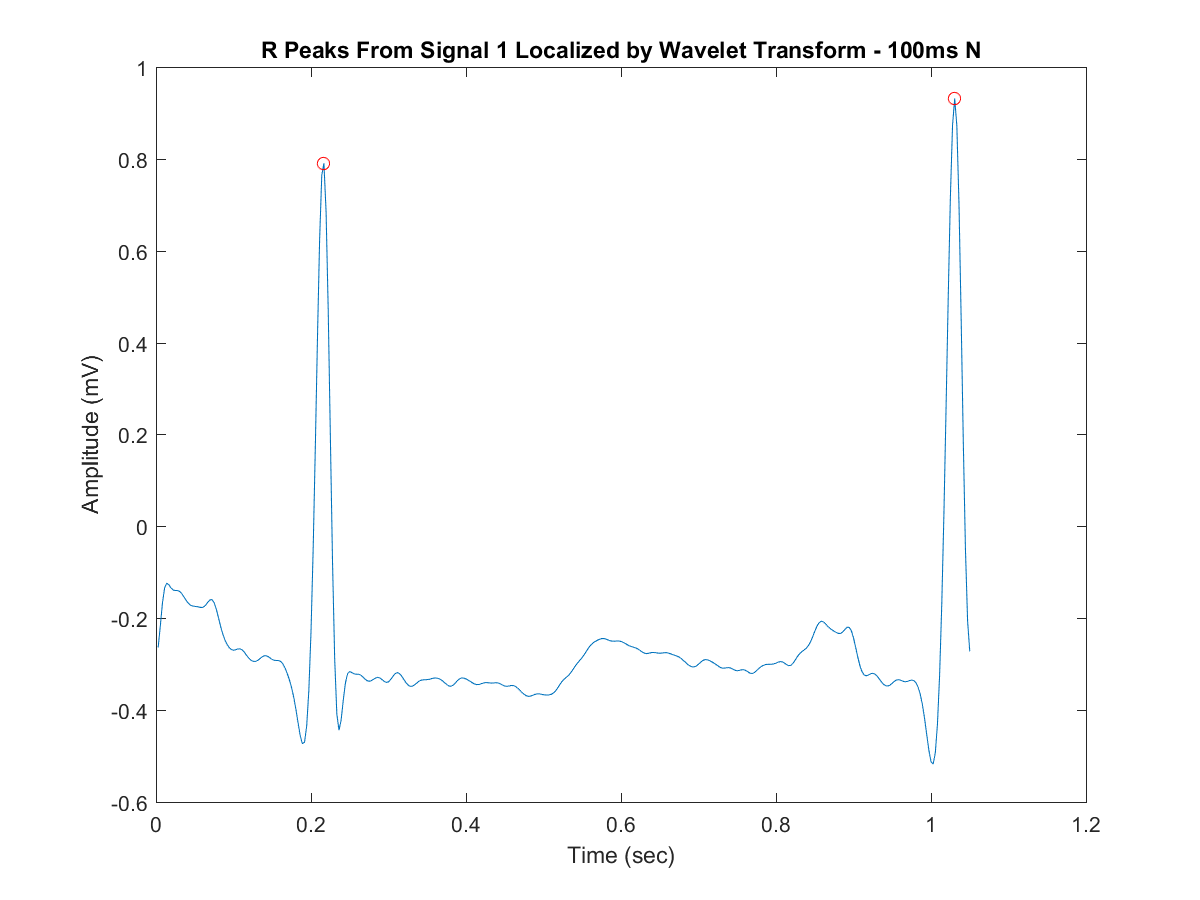 R Peaks From Signal 1 Localized by Wavelet Transform - 100ms N
1
0.8
0.6
0.4
0.2
0
-0.2
-0.4
-0.6
Amplitude (mV)
0 0.2 0.4 0.6 0.8 1 1.2
Time (sec)